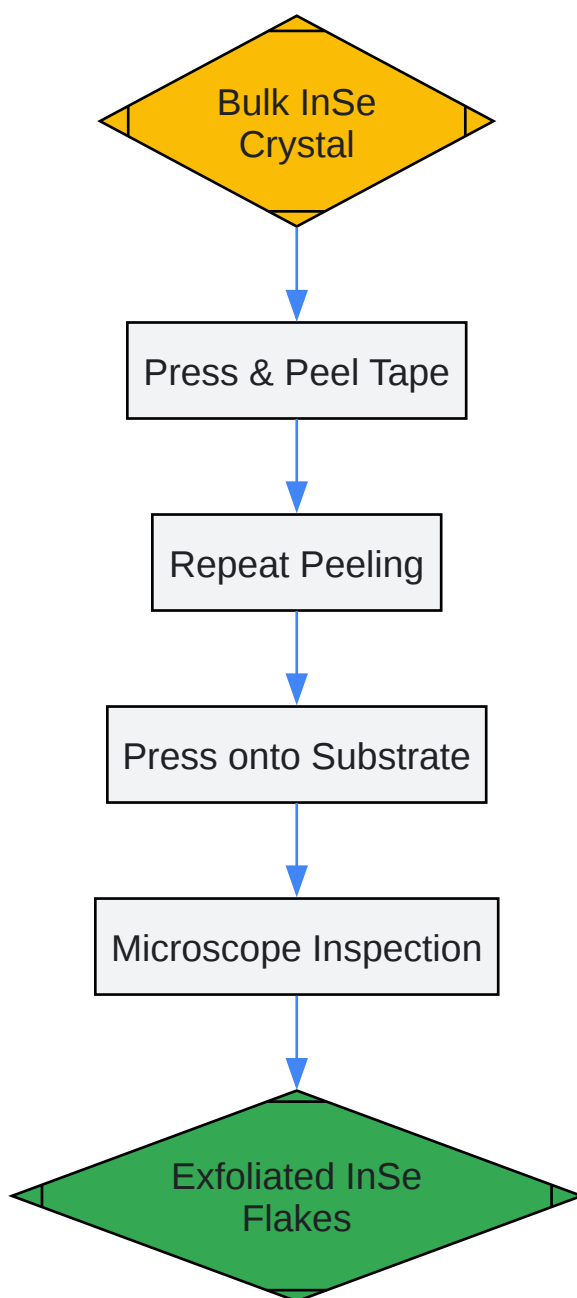 Bulk InSe
Crystal
Press & Peel Tape
Repeat Peeling
Press onto Substrate
Microscope Inspection
Exfoliated InSe
Flakes